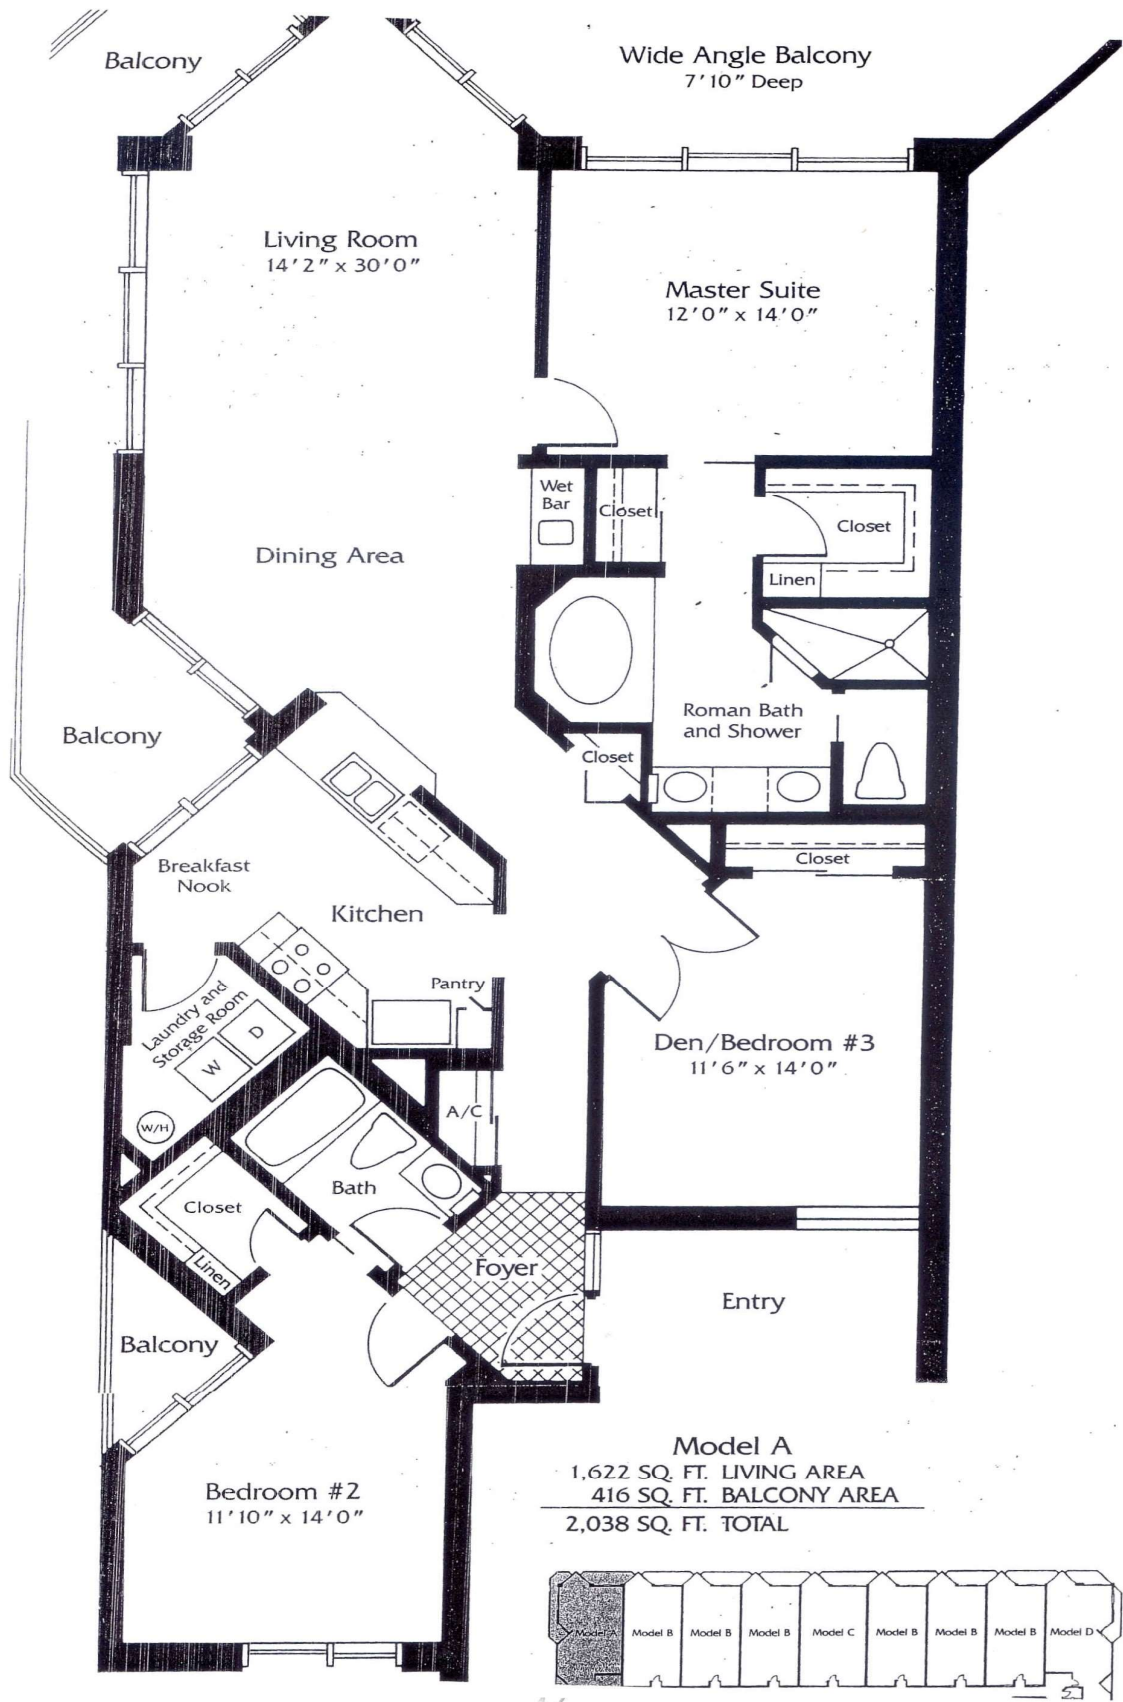 Balcony
Wide Angle Balcony
7'10" Deep
Living Room
14'2" x 30'0"
Master Suite
12'0" x 14'0"
Wet
Bar
Closet
Closet
Linen
Dining Area
Roman Bath
and Shower
Balcony
Closet
Breakfast
Nook
Closet
Kitchen
Pantry
Laundry and
Storage Room
D
W
Den/Bedroom #3
11'6" x 14'0"
A/C
W/H
Bath
Closet
Linen
Foyer
Entry
Balcony
Model A
1,622 SQ. FT. LIVING AREA
416 SQ. FT. BALCONY AREA
2,038 SQ. FT. TOTAL
Bedroom #2
11'10" x 14'0"
Model A
Model B
Model B
Model B
Model C
Model B
Model B
Model B
Model D